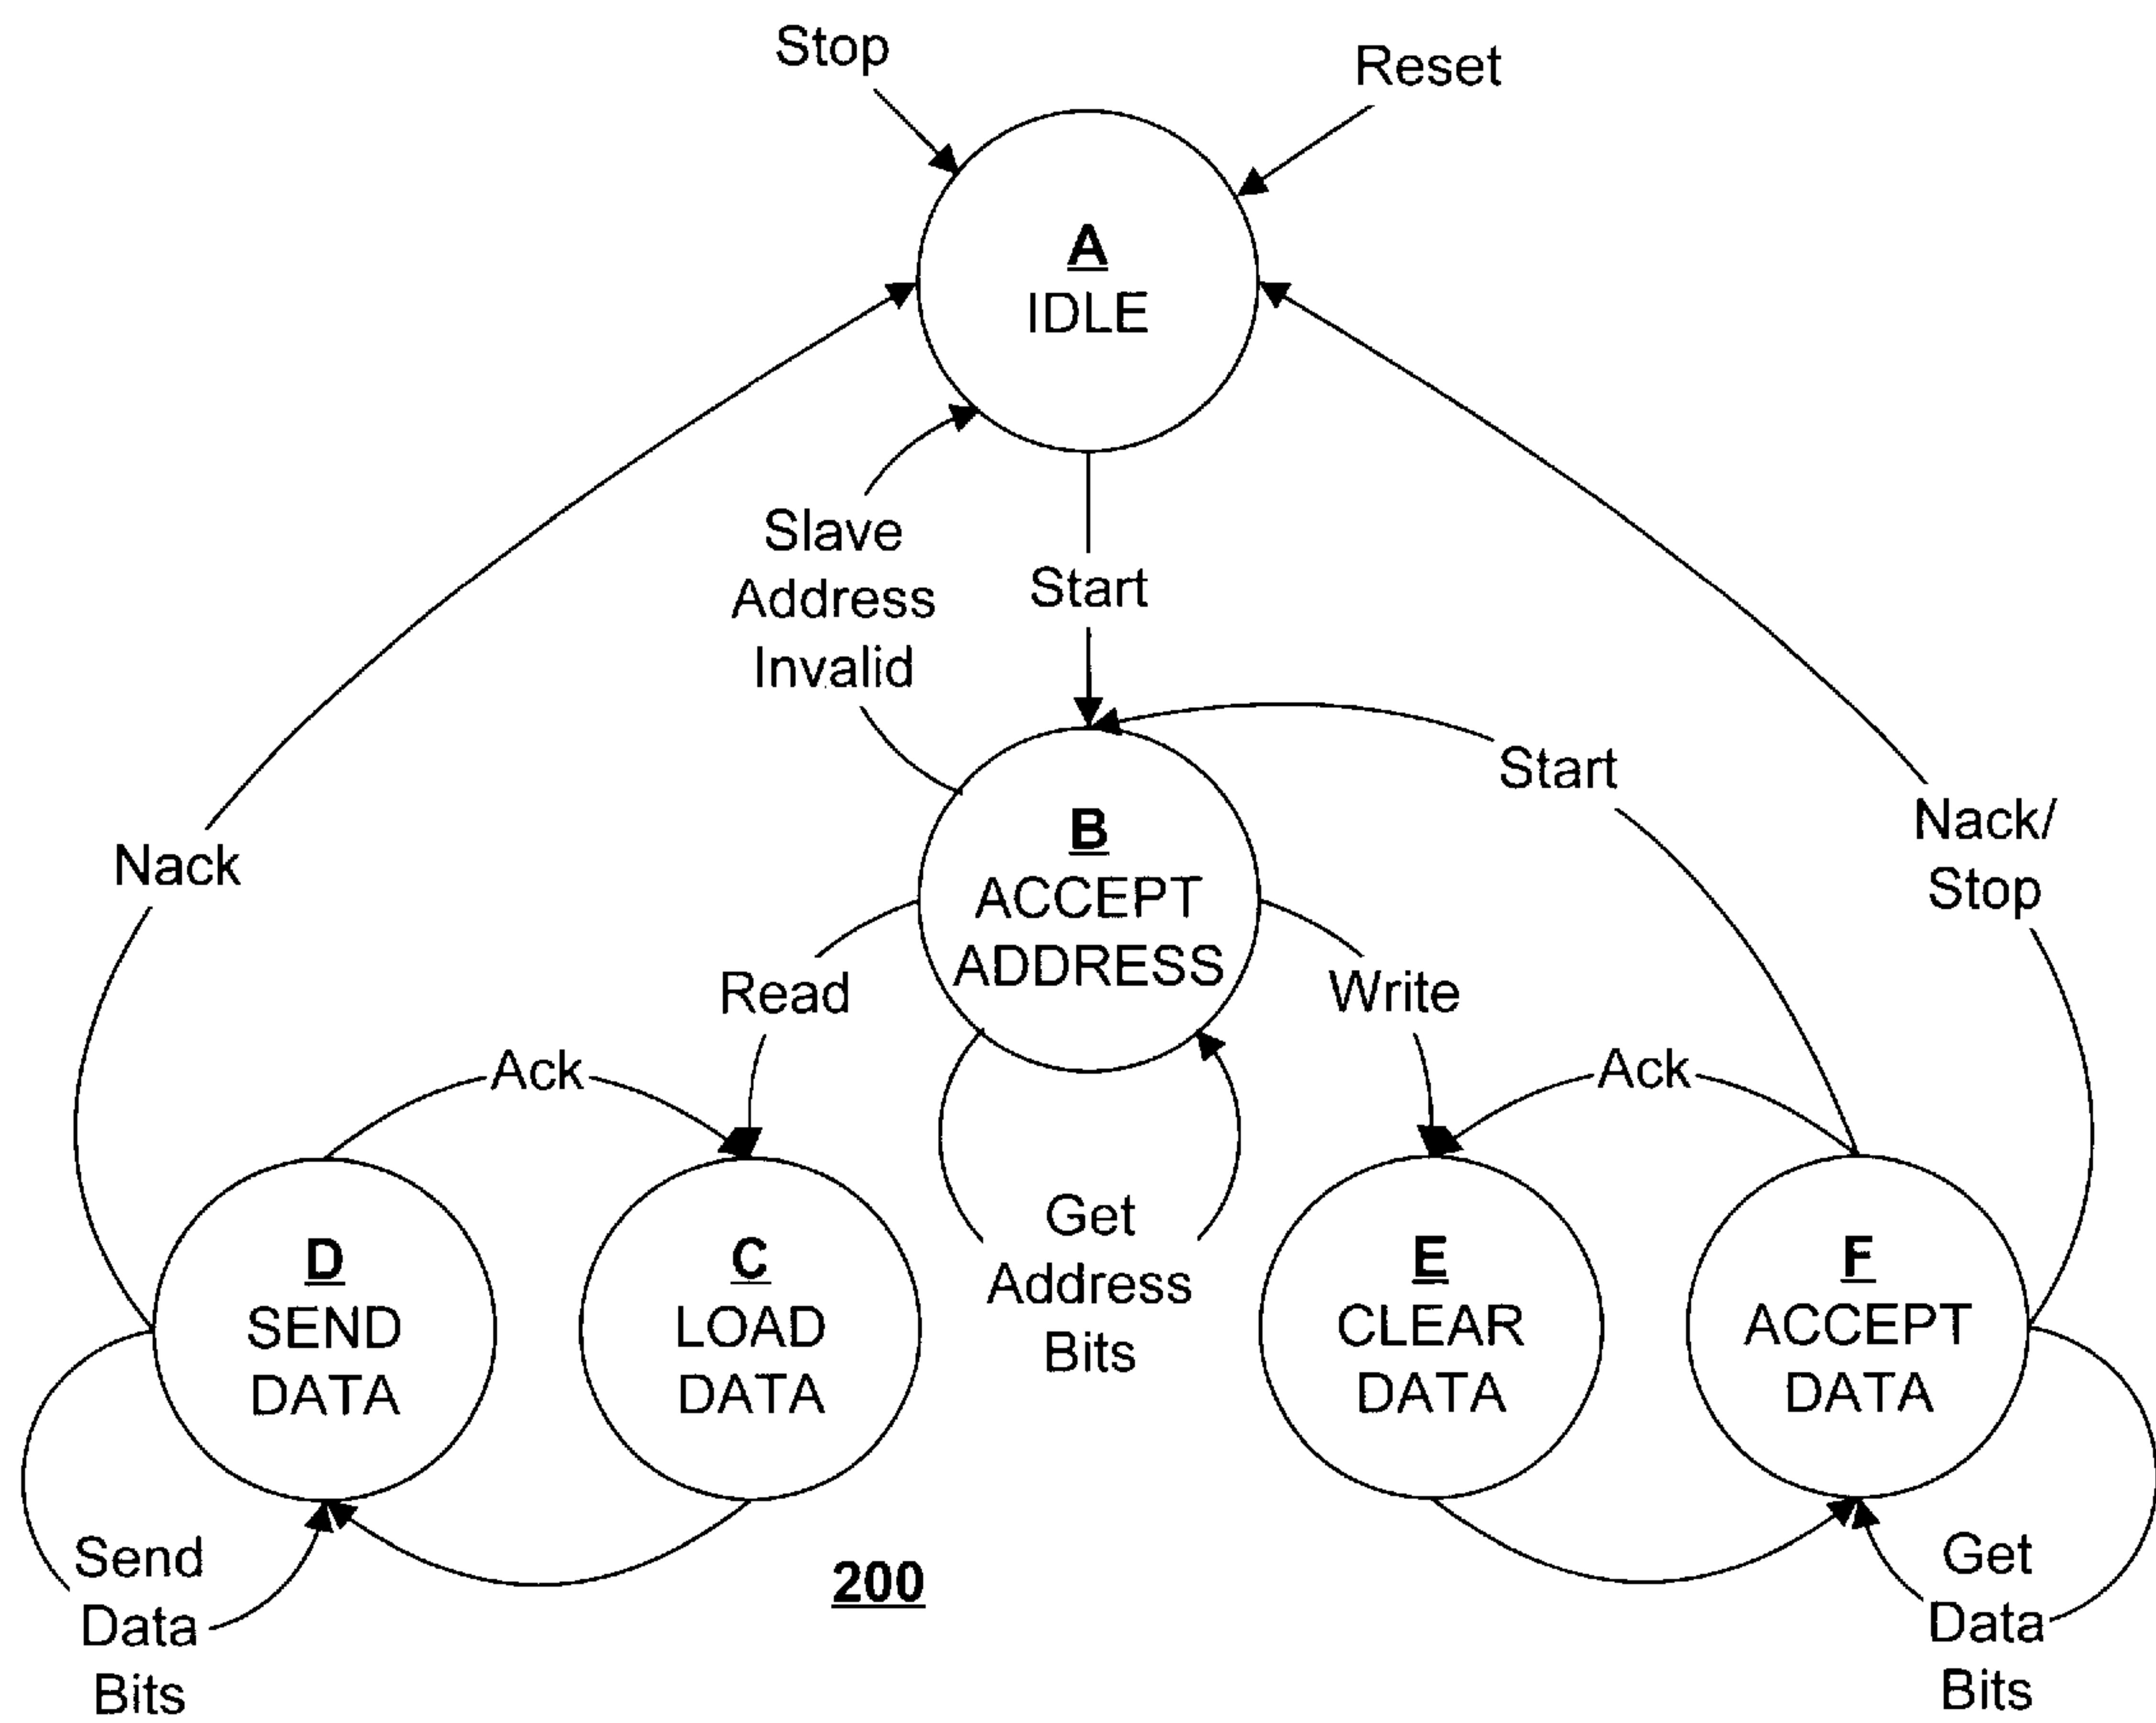 Stop
Reset
A
IDLE
Slave
Address
Invalid
Start
Start
Nack/
Stop
Nack
B
ACCEPT
ADDRESS
Read
Write
Ack
Ack
Get
Address
Bits
D
SEND
DATA
C
LOAD
DATA
E
CLEAR
DATA
F
ACCEPT
DATA
Send
Data
Bits
200
Get
Data
Bits